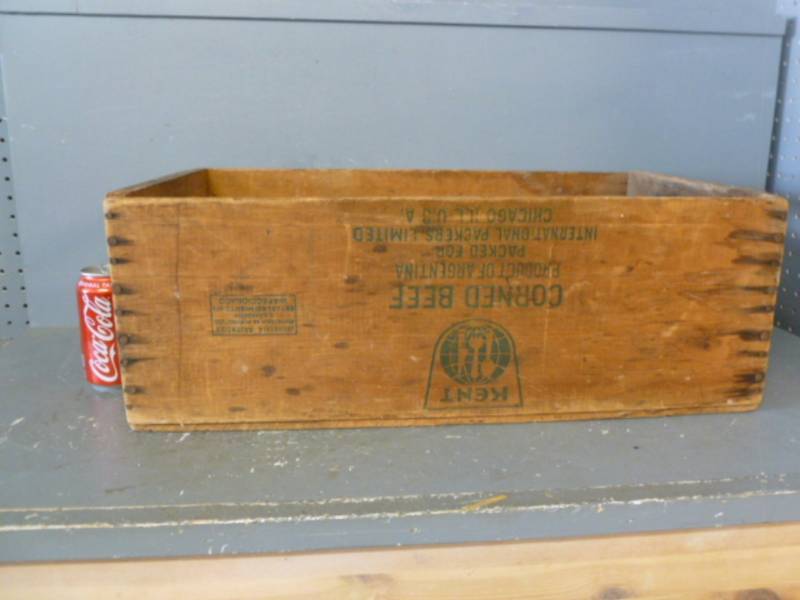 KENT
CORNED BEEF
PRODUCT OF ARGENTINA
PACKED FOR
INTERNATIONAL PACKERS, LIMITED
CHICAGO, ILL. U.S.A.
Coca-Cola